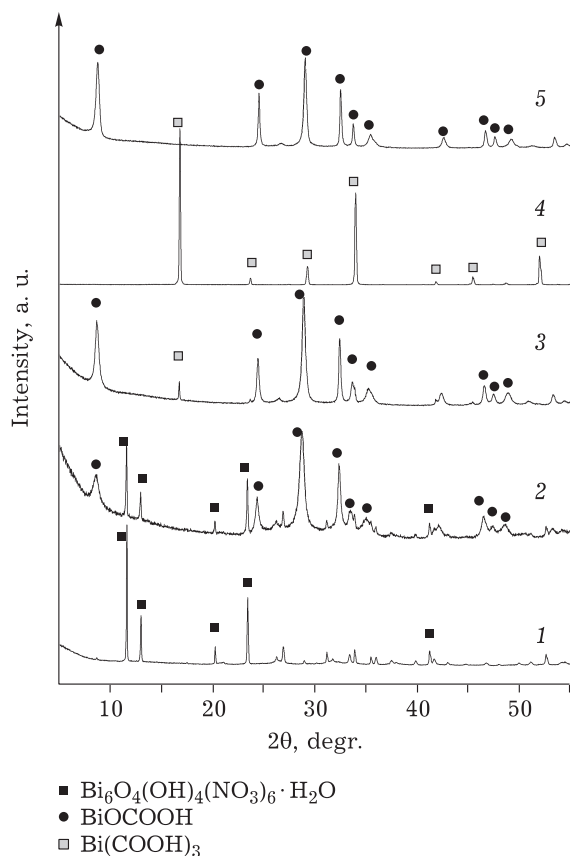 5
4
3
2
1
Intensity, a. u.
10 20 30 40 50
2θ, degr.
■ Bi₆O₄(OH)₄(NO₃)₆ · H₂O
● BiOCOOH
Bi(COOH)₃